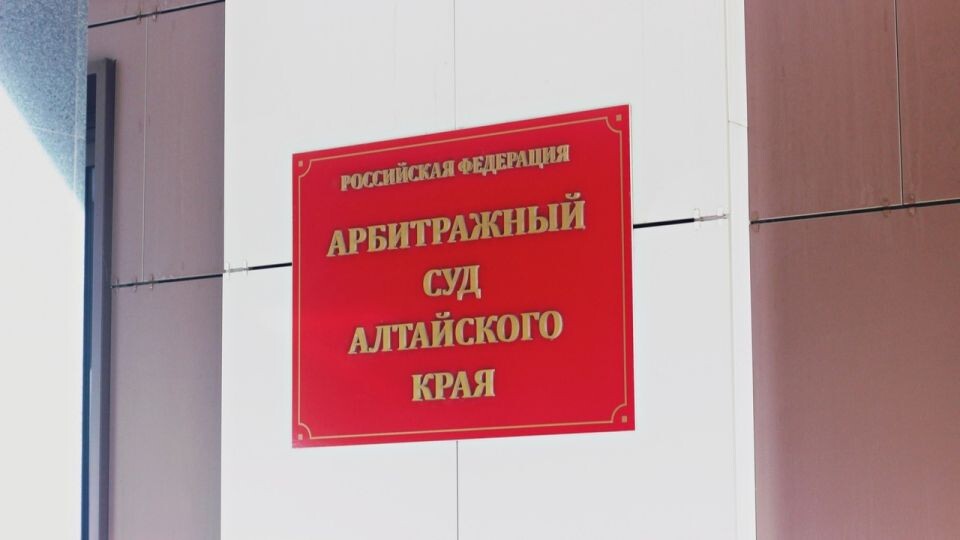 РОССИЙСКАЯ ФЕДЕРАЦИЯ
АРБИТРАЖНЫЙ
СУД
АЛТАЙСКОГО
КРАЯ